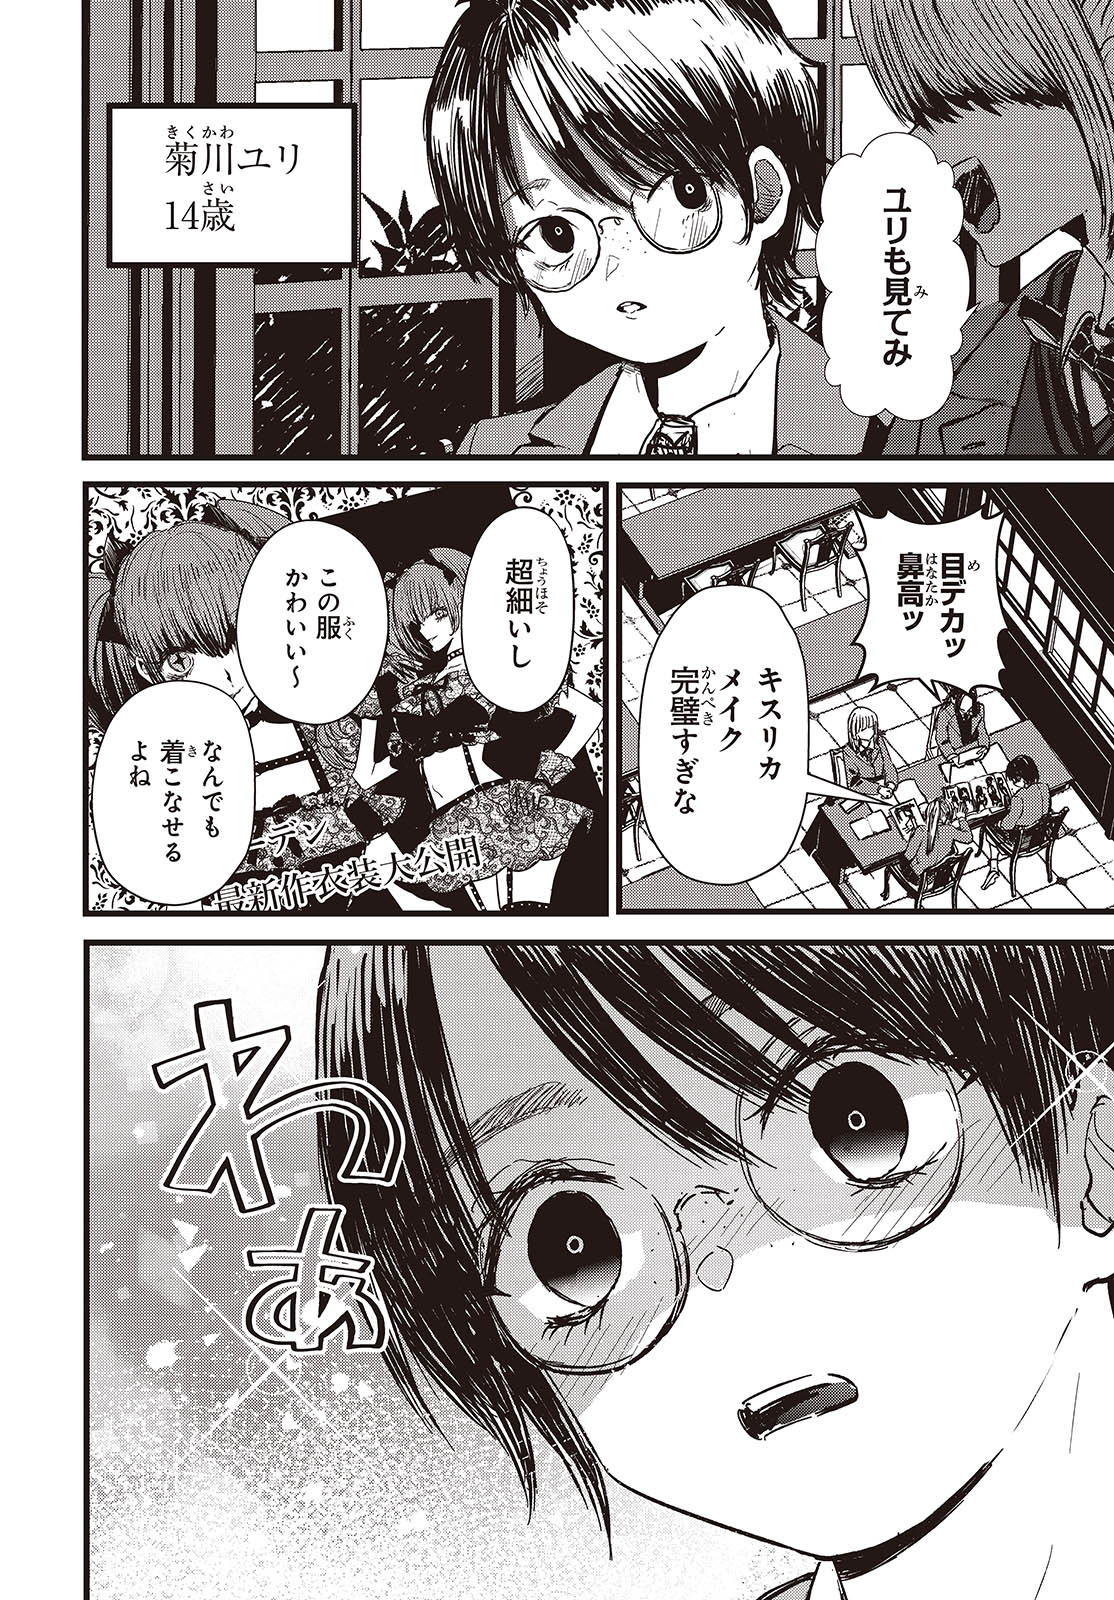 ユリも見てみ
菊川ユリ
14歳
目デカッ
鼻高ッ
キスリカ
メイク
完璧すぎな
超細いし
この服
かわいい〜
なんでも
着こなせる
よね
ーデン
最新作衣装大公開
わぁ